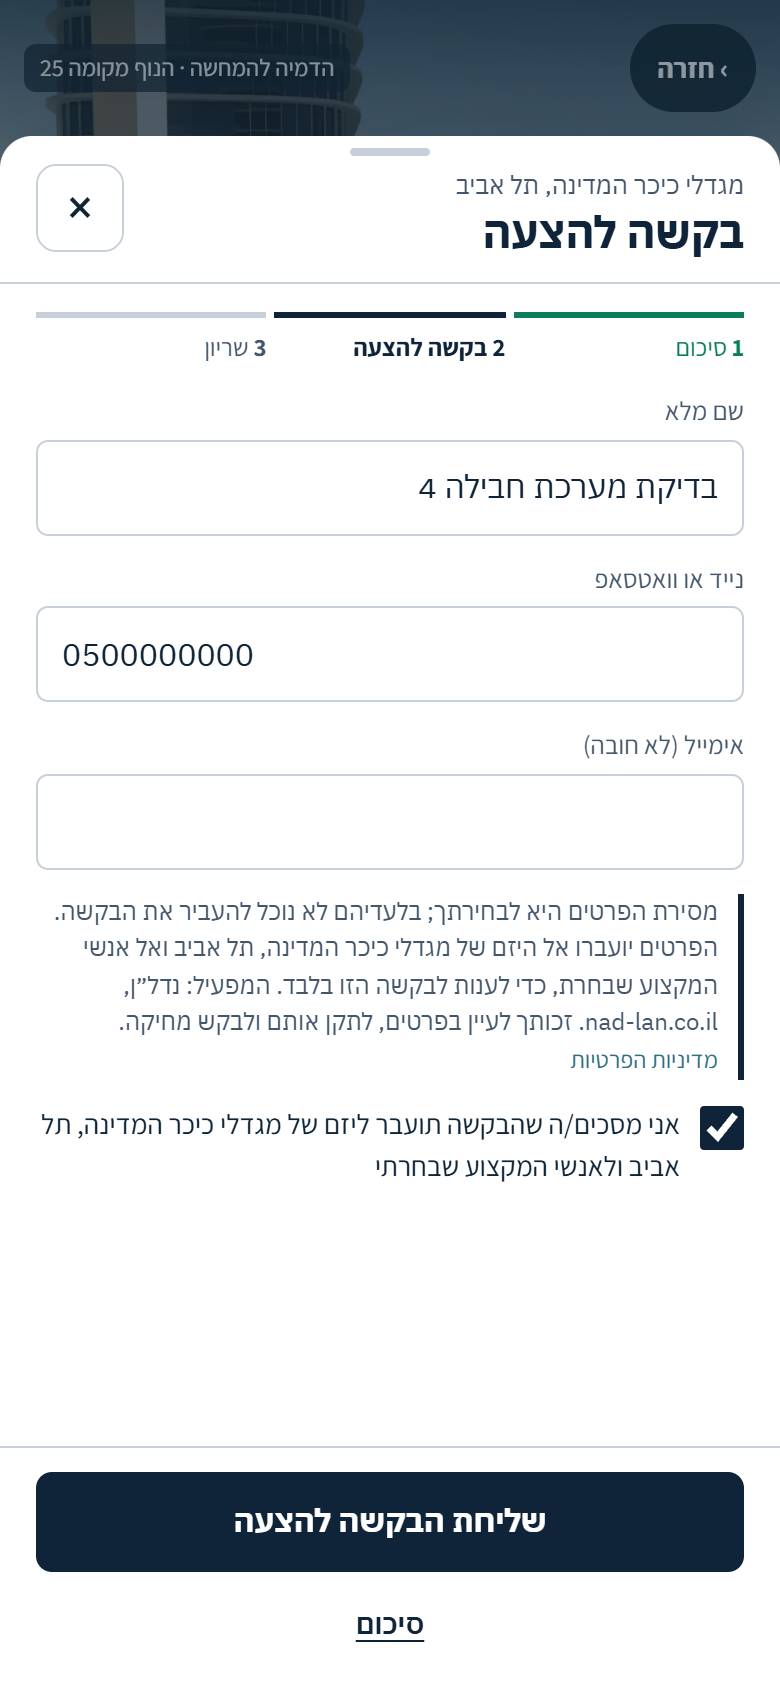 › חזרה
הדמיה להמחשה · הנוף מקומה 25
מגדלי כיכר המדינה, תל אביב
בקשה להצעה
×
1 סיכום
2 בקשה להצעה
3 שריון
שם מלא
בדיקת מערכת חבילה 4
נייד או וואטסאפ
0500000000
אימייל (לא חובה)
מסירת הפרטים היא לבחירתך; בלעדיהם לא נוכל להעביר את הבקשה.
הפרטים יועברו אל היזם של מגדלי כיכר המדינה, תל אביב ואל אנשי
המקצוע שבחרת, כדי לענות לבקשה הזו בלבד. המפעיל: נדל״ן,
nad-lan.co.il. זכותך לעיין בפרטים, לתקן אותם ולבקש מחיקה.
מדיניות הפרטיות
אני מסכים/ה שהבקשה תועבר ליזם של מגדלי כיכר המדינה, תל
אביב ולאנשי המקצוע שבחרתי
שליחת הבקשה להצעה
סיכום